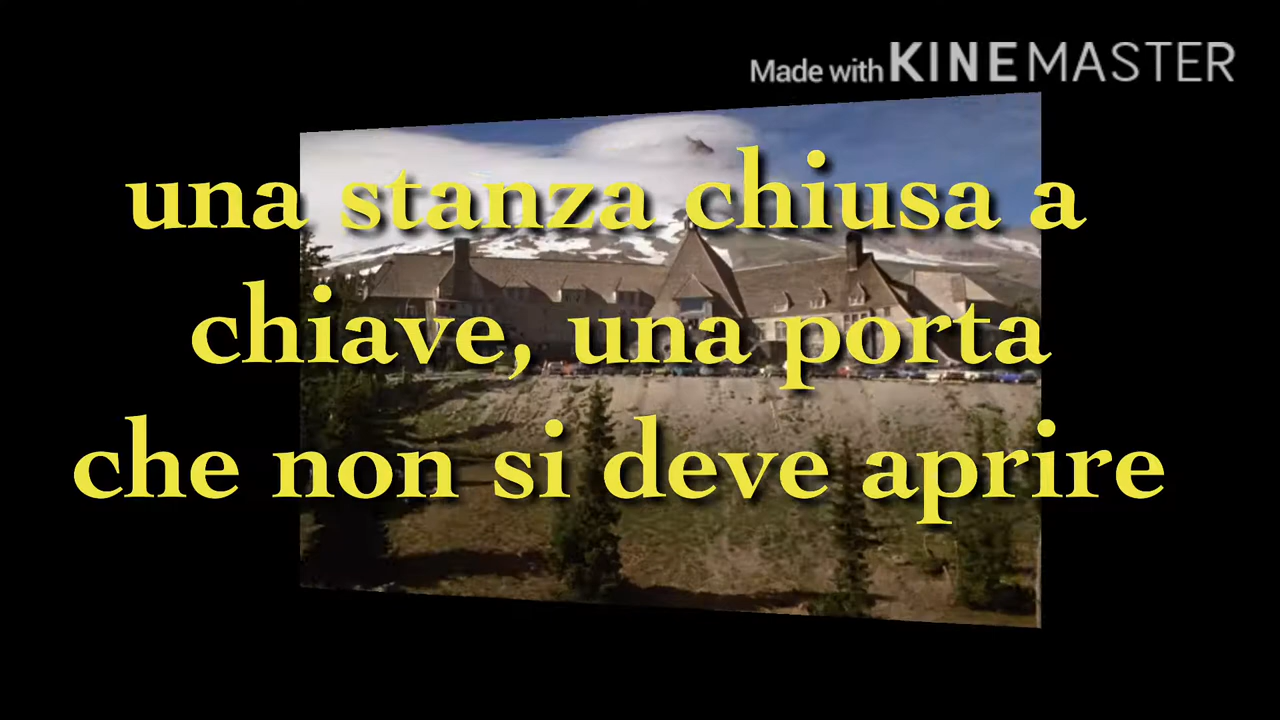 Made with KINEMASTER
una stanza chiusa a
chiave, una porta
che non si deve aprire